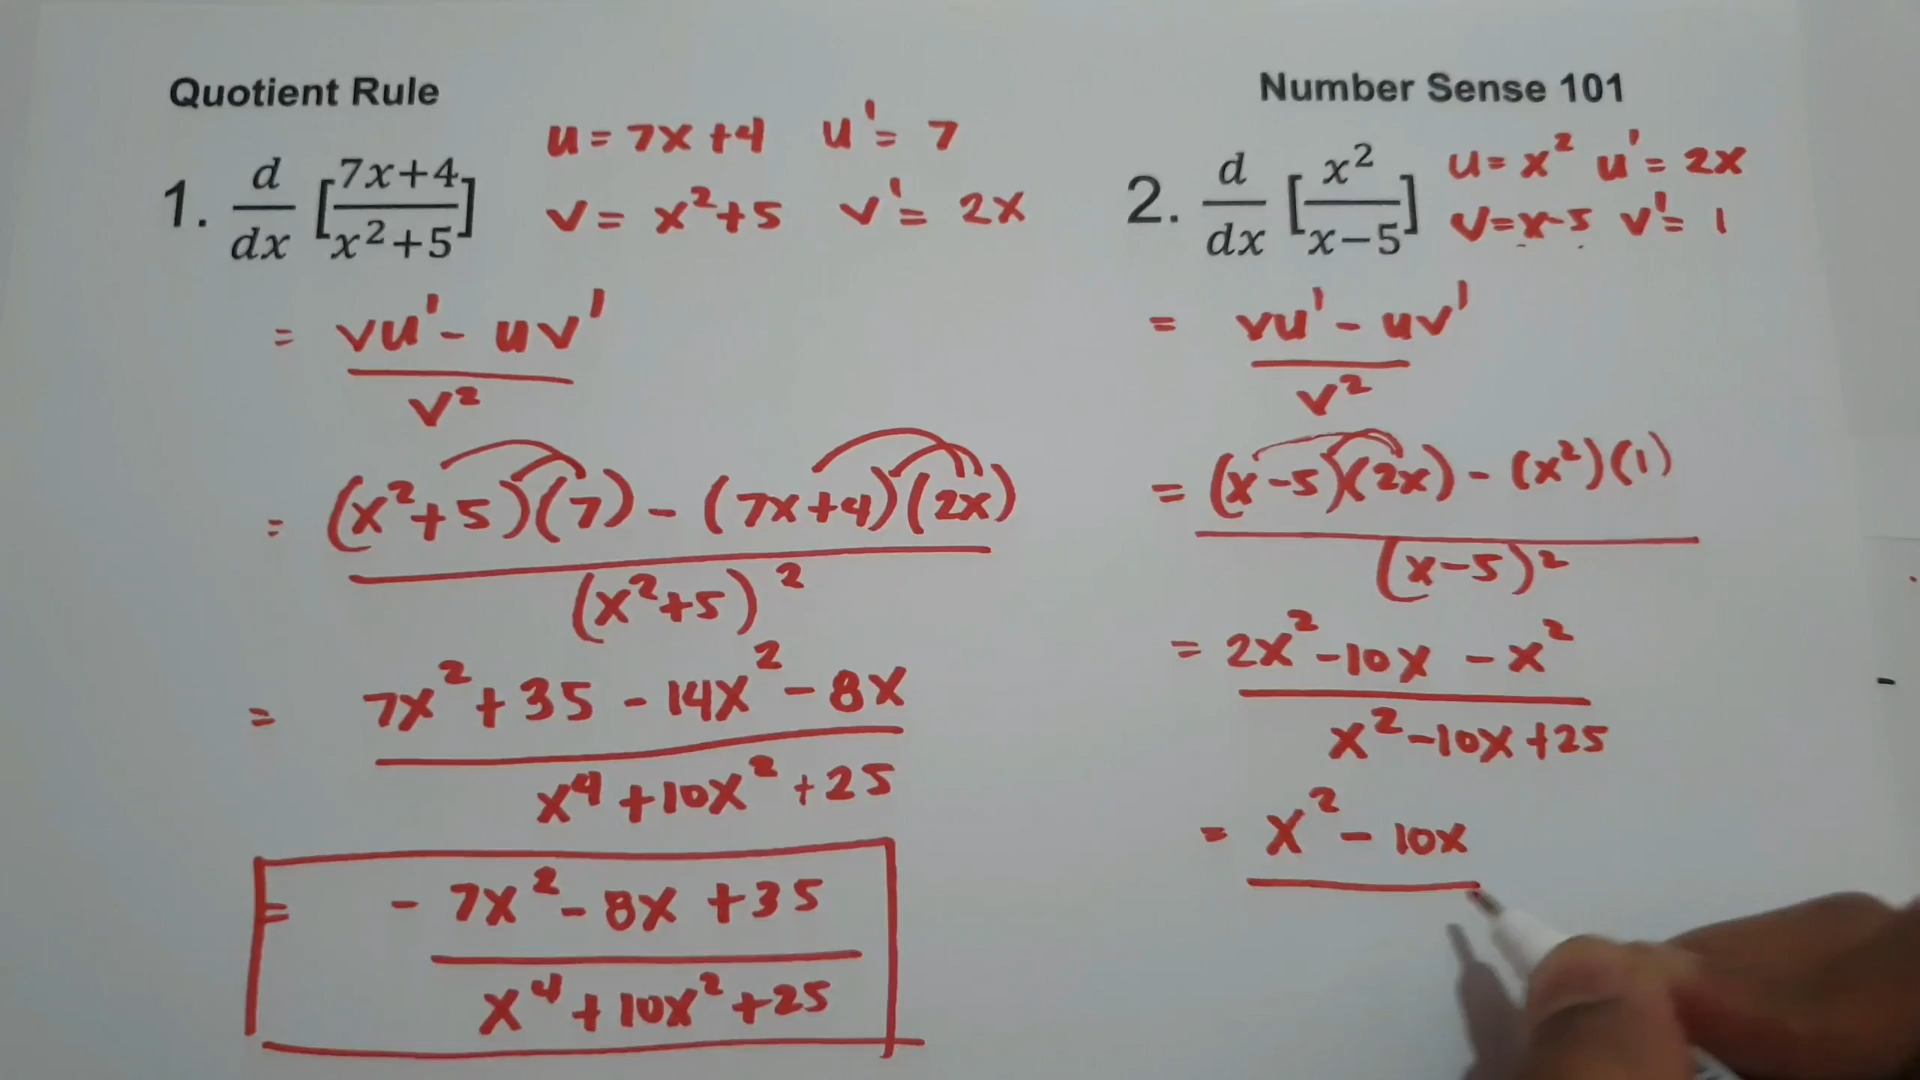 Quotient Rule
1. d/dx [7x+4/x²+5]
u = 7x+4 u' = 7
v = x²+5 v' = 2x
= vu' - uv'
v²
= (x²+5)(7) - (7x+4)(2x)
(x²+5)²
= 7x²+35 - 14x² - 8x
x⁴+10x²+25
= - 7x² - 8x +35
x⁴+10x²+25
Number Sense 101
2. d/dx [x²/x−5]
u = x² u' = 2x
v = x-5 v' = 1
= vu' - uv'
v²
= (x-5)(2x) - (x²)(1)
(x-5)²
= 2x² -10x - x²
x² -10x +25
= x² - 10x